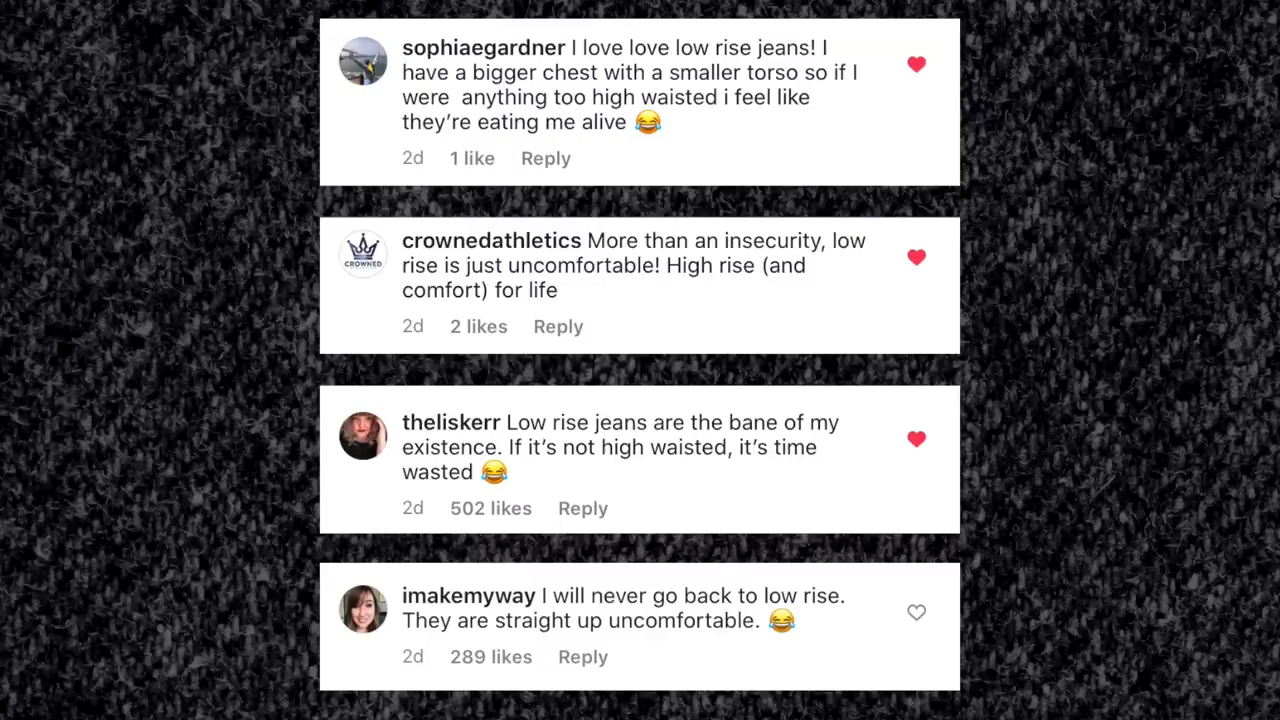 sophiaegardner I love love low rise jeans! I
have a bigger chest with a smaller torso so if I
were anything too high waisted i feel like
they're eating me alive 😂
2d 1 like Reply
CROWNED
crownedathletics More than an insecurity, low
rise is just uncomfortable! High rise (and
comfort) for life
2d 2 likes Reply
theliskerr Low rise jeans are the bane of my
existence. If it's not high waisted, it's time
wasted 😂
2d 502 likes Reply
imakemyway I will never go back to low rise.
They are straight up uncomfortable. 😂
2d 289 likes Reply